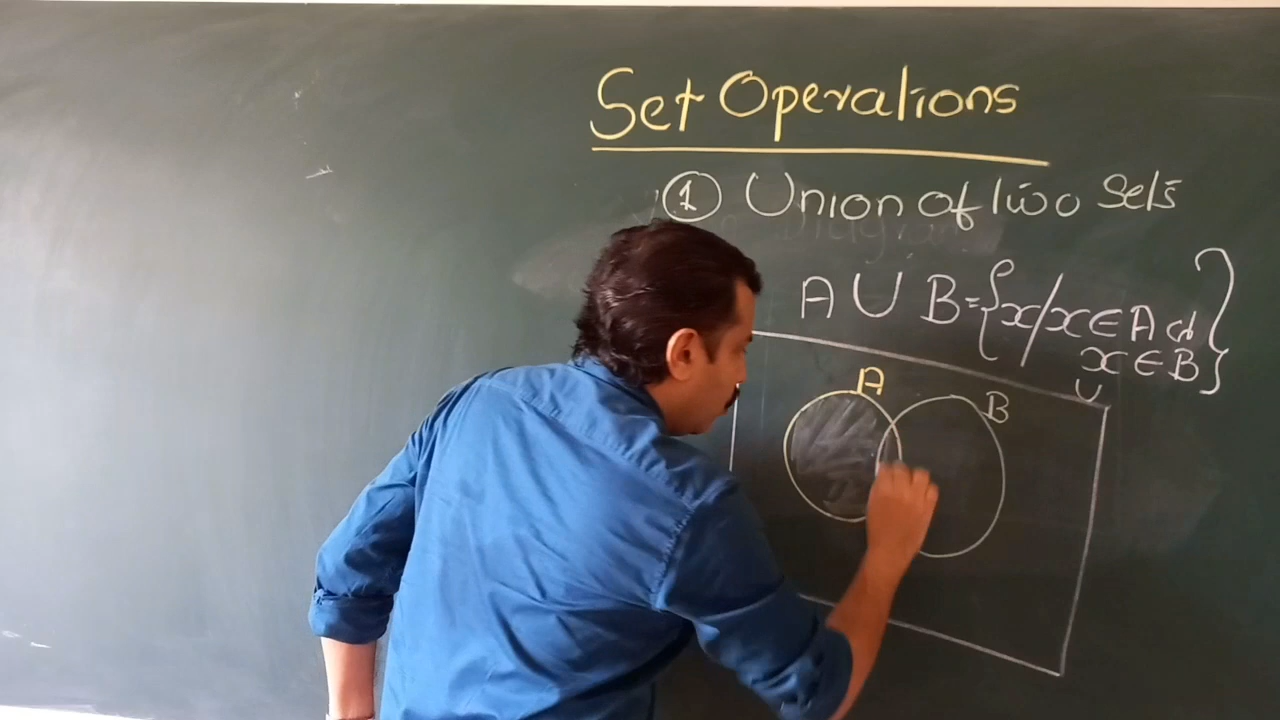 Set Operations
① Union of two Sets
A ∪ B = {x/x ∈ A or
x ∈ B}
U
A
B